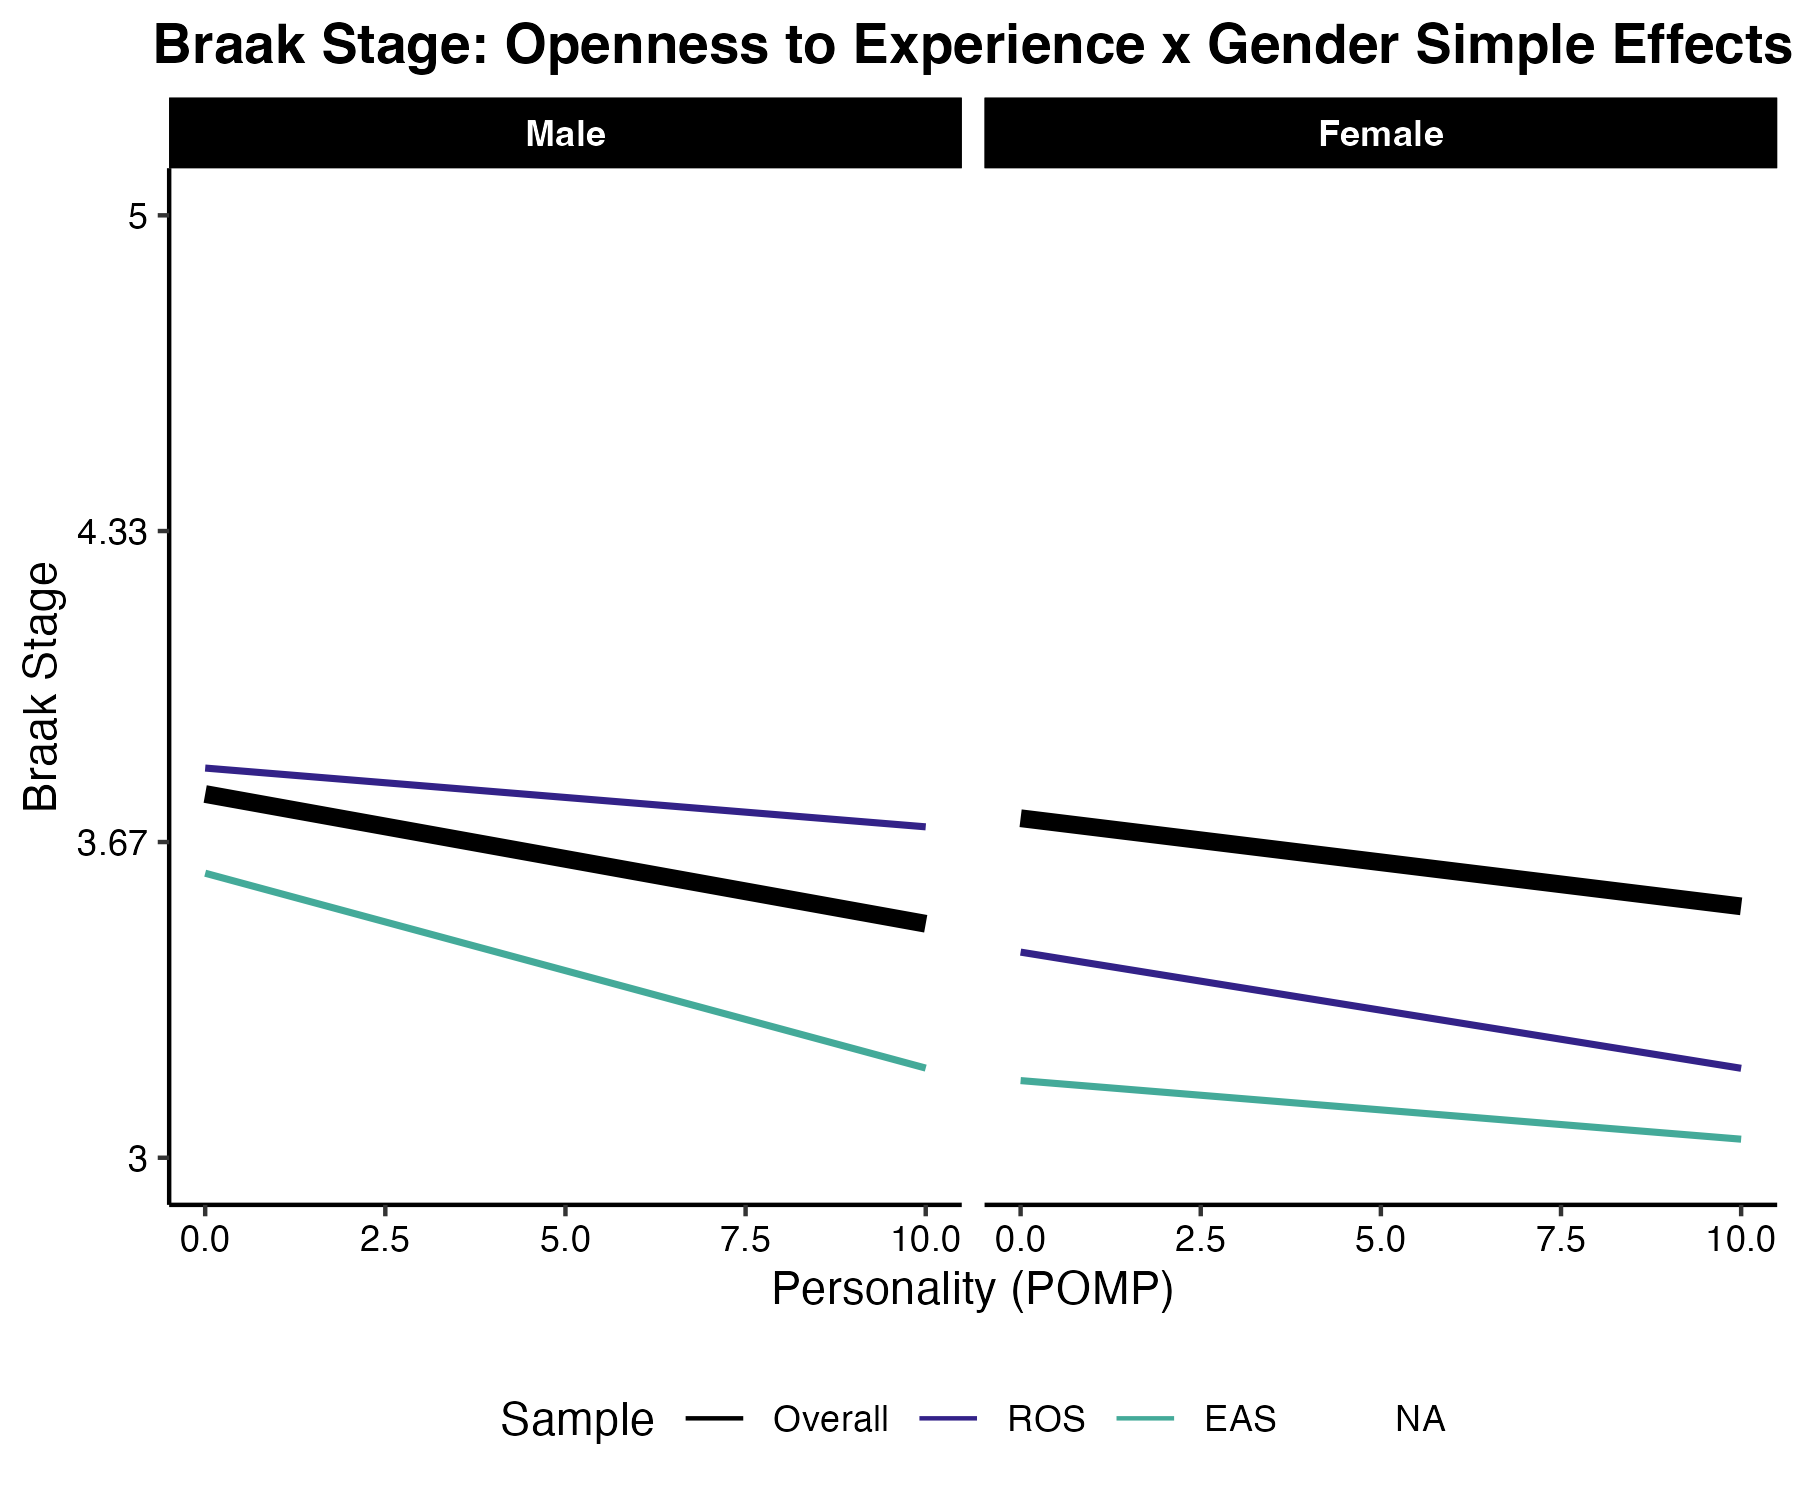 Braak Stage: Openness to Experience x Gender Simple Effects
Male
Female
5
4.33
3.67
3
Braak Stage
0.0 2.5 5.0 7.5 10.0
0.0 2.5 5.0 7.5 10.0
Personality (POMP)
Sample Overall ROS EAS NA